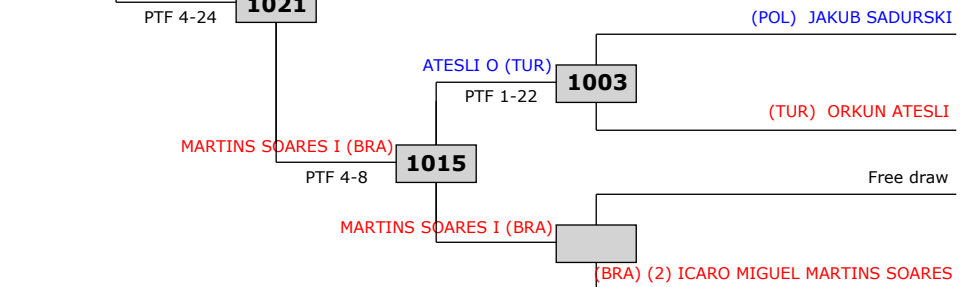 1021
PTF 4-24
(POL) JAKUB SADURSKI
ATESLI O (TUR)
1003
PTF 1-22
(TUR) ORKUN ATESLI
MARTINS SOARES I (BRA)
1015
PTF 4-8
Free draw
MARTINS SOARES I (BRA)
(BRA) (2) ICARO MIGUEL MARTINS SOARES